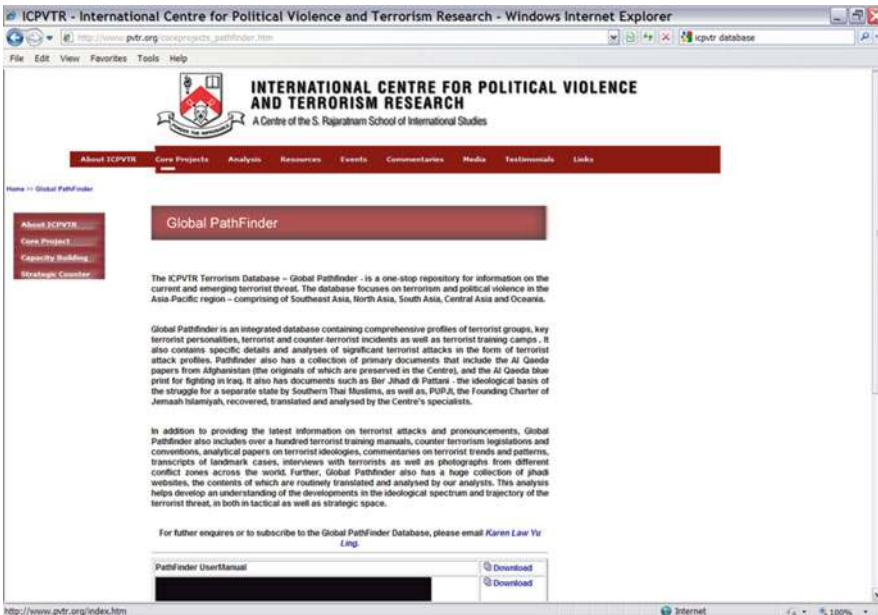 ICPVTR - International Centre for Political Violence and Terrorism Research - Windows Internet Explorer
http://www.pvtr.org/coreprojects_pathfinder.htm
icpvtr database
File Edit View Favorites Tools Help
INTERNATIONAL CENTRE FOR POLITICAL VIOLENCE
AND TERRORISM RESEARCH
A Centre of the S. Rajaratnam School of International Studies
About ICPVTR Core Projects Analysis Resources Events Commentaries Media Testimonials Links
Home >> Global PathFinder
About ICPVTR
Core Project
Capacity Building
Strategic Counter
Global PathFinder
The ICPVTR Terrorism Database – Global Pathfinder - is a one-stop repository for information on the
current and emerging terrorist threat. The database focuses on terrorism and political violence in the
Asia-Pacific region – comprising of Southeast Asia, North Asia, South Asia, Central Asia and Oceania.
Global Pathfinder is an integrated database containing comprehensive profiles of terrorist groups, key
terrorist personalities, terrorist and counter-terrorist incidents as well as terrorist training camps . It
also contains specific details and analyses of significant terrorist attacks in the form of terrorist
attack profiles. Pathfinder also has a collection of primary documents that include the Al Qaeda
papers from Afghanistan (the originals of which are preserved in the Centre), and the Al Qaeda blue
print for fighting in Iraq. It also has documents such as Ber Jihad di Pattani - the ideological basis of
the struggle for a separate state by Southern Thai Muslims, as well as, PUPJI, the Founding Charter of
Jemaah Islamiyah, recovered, translated and analysed by the Centre's specialists.
In addition to providing the latest information on terrorist attacks and pronouncements, Global
Pathfinder also includes over a hundred terrorist training manuals, counter terrorism legislations and
conventions, analytical papers on terrorist ideologies, commentaries on terrorist trends and patterns,
transcripts of landmark cases, interviews with terrorists as well as photographs from different
conflict zones across the world. Further, Global Pathfinder also has a huge collection of jihadi
websites, the contents of which are routinely translated and analysed by our analysts. This analysis
helps develop an understanding of the developments in the ideological spectrum and trajectory of the
terrorist threat, in both in tactical as well as strategic space.
For futher enquires or to subscribe to the Global PathFinder Database, please email Karen Law Yu
Ling.
PathFinder UserManual Download
Download
http://www.pvtr.org/index.htm Internet 100%